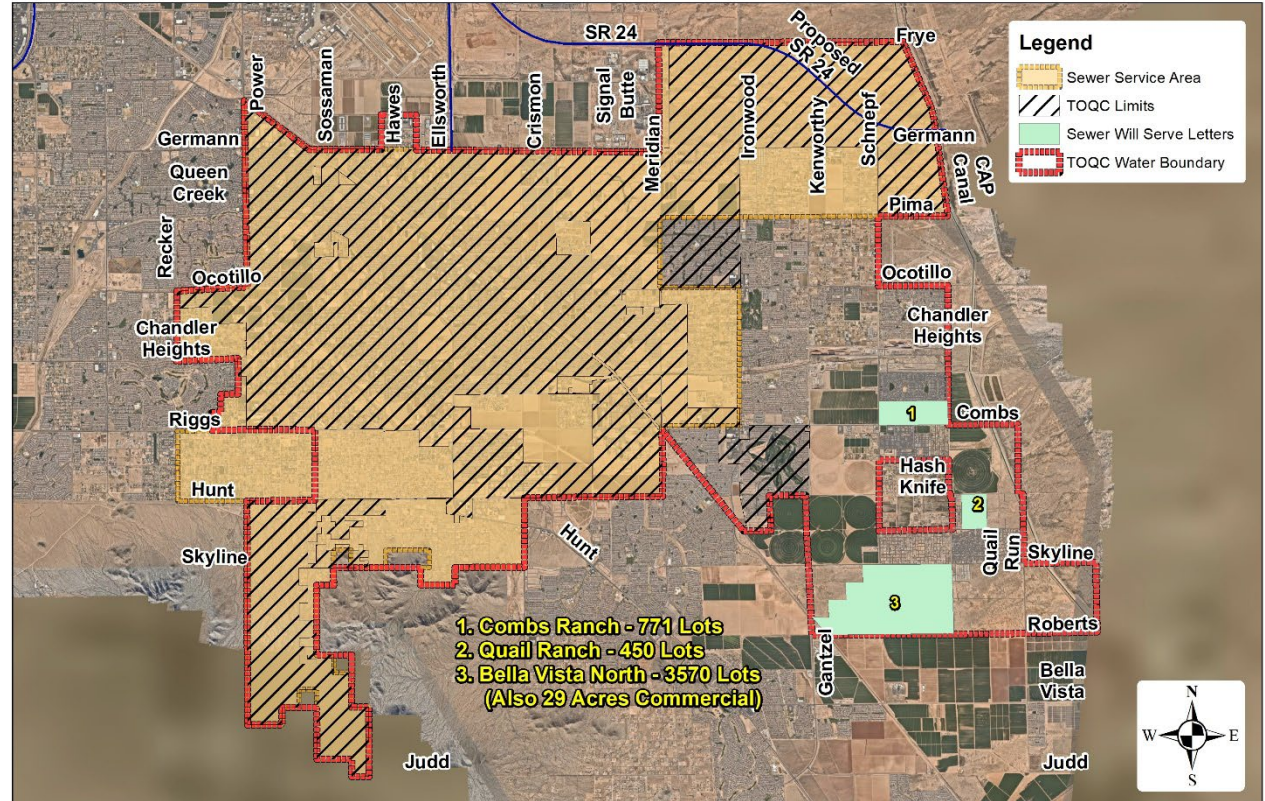 SR 24
Proposed
SR 24
Frye
Power
Sossaman
Hawes
Ellsworth
Crismon
Signal
Butte
Meridian
Ironwood
Kenworthy
Schnepf
Germann
Germann
CAP
Canal
Queen
Creek
Recker
Pima
Ocotillo
Ocotillo
Chandler
Heights
Chandler
Heights
Riggs
1
Combs
Hunt
Hash
Knife
2
Skyline
Hunt
Quail
Run
Skyline
3
Roberts
Gantzel
Bella
Vista
Judd
Judd
1. Combs Ranch - 771 Lots
2. Quail Ranch - 450 Lots
3. Bella Vista North - 3570 Lots
(Also 29 Acres Commercial)
Legend
Sewer Service Area
TOQC Limits
Sewer Will Serve Letters
TOQC Water Boundary
N
W
E
S